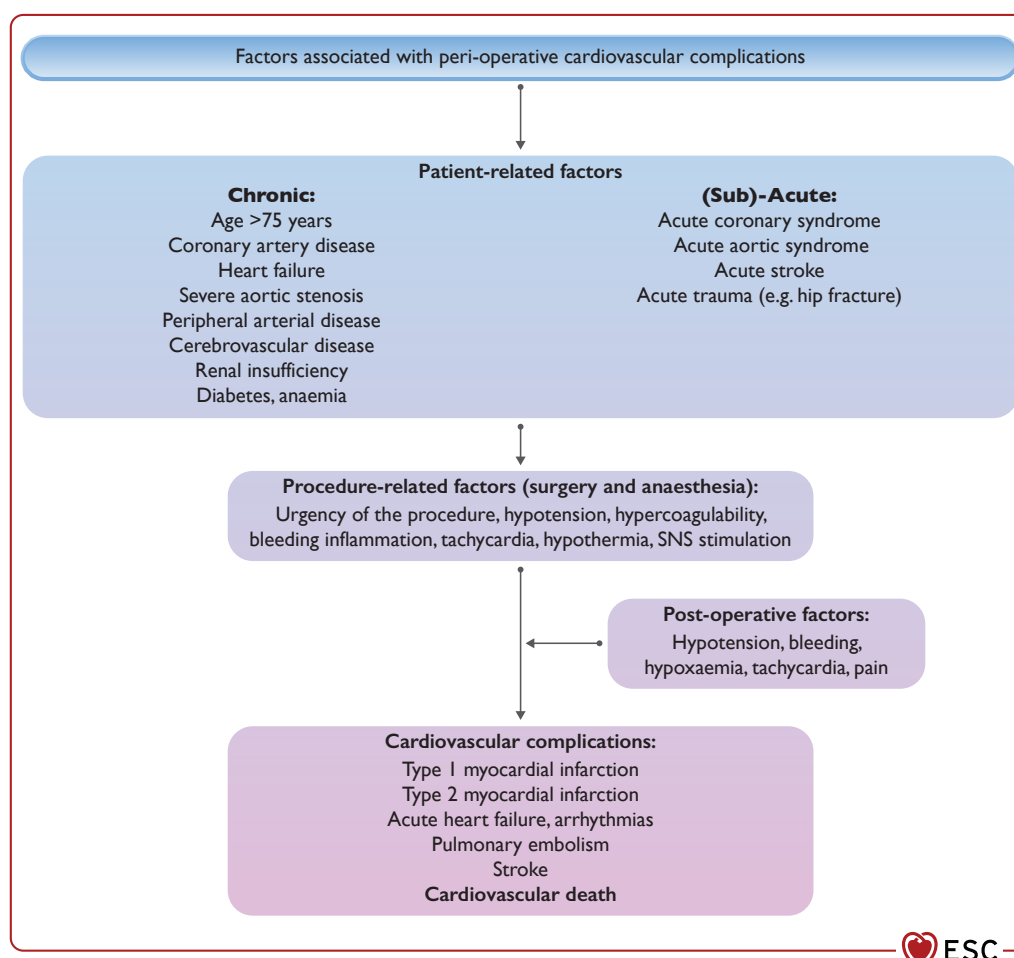 Factors associated with peri-operative cardiovascular complications
Patient-related factors
Chronic:
Age >75 years
Coronary artery disease
Heart failure
Severe aortic stenosis
Peripheral arterial disease
Cerebrovascular disease
Renal insufficiency
Diabetes, anaemia
(Sub)-Acute:
Acute coronary syndrome
Acute aortic syndrome
Acute stroke
Acute trauma (e.g. hip fracture)
Procedure-related factors (surgery and anaesthesia):
Urgency of the procedure, hypotension, hypercoagulability,
bleeding inflammation, tachycardia, hypothermia, SNS stimulation
Post-operative factors:
Hypotension, bleeding,
hypoxaemia, tachycardia, pain
Cardiovascular complications:
Type 1 myocardial infarction
Type 2 myocardial infarction
Acute heart failure, arrhythmias
Pulmonary embolism
Stroke
Cardiovascular death
ESC